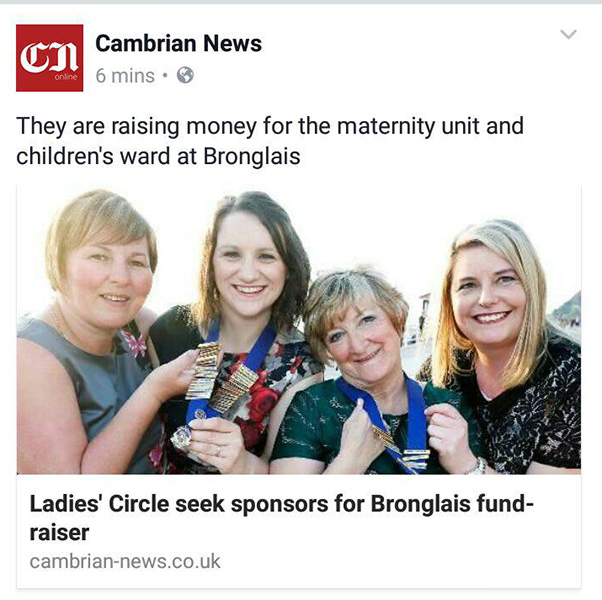 CN
online
Cambrian News
6 mins •
They are raising money for the maternity unit and
children's ward at Bronglais
Ladies' Circle seek sponsors for Bronglais fund-
raiser
cambrian-news.co.uk